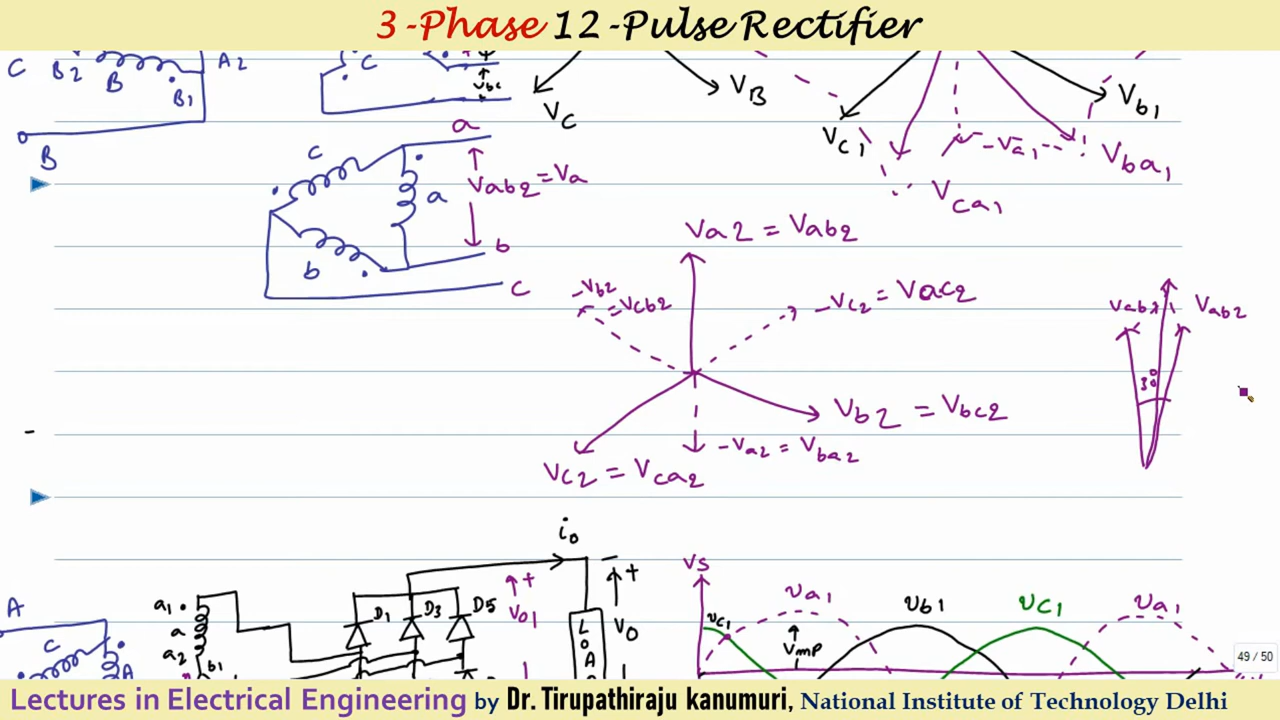 3-Phase 12-Pulse Rectifier
C B2 B A2
B1
B
C
Vbc
VC
VB
VC1
Vb1
-Va1
Vba1
Vca1
a
C
a
b
Vab2 = Va
b
C
Va2 = Vab2
-Vb2
= Vcb2
-VC2 = Vac2
Vb2 = Vbc2
-Va2 = Vba2
VC2 = Vca2
Vab1
Vab2
30°
-
i0
A
C
A
a1
a
a2
b1
D1 D3 D5
+
V01
+
V0
LOA
VS
vc1
va1
Vmp
vb1
vc1
va1
49 / 50
Lectures in Electrical Engineering by Dr. Tirupathiraju kanumuri, National Institute of Technology Delhi